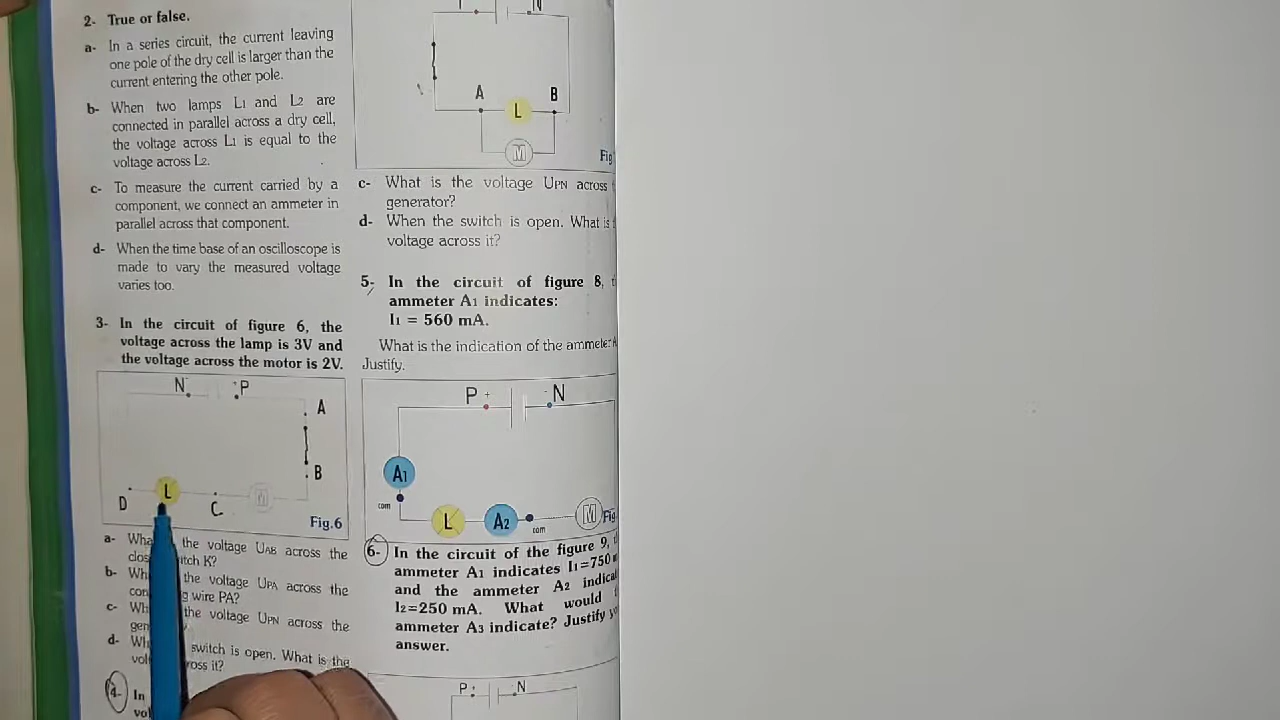 2- True or false.
a- In a series circuit, the current leaving
one pole of the dry cell is larger than the
current entering the other pole.
b- When two lamps L1 and L2 are
connected in parallel across a dry cell,
the voltage across L1 is equal to the
voltage across L2.
c- To measure the current carried by a
component, we connect an ammeter in
parallel across that component.
d- When the time base of an oscilloscope is
made to vary the measured voltage
varies too.
3- In the circuit of figure 6, the
voltage across the lamp is 3V and
the voltage across the motor is 2V.
N P
A
B
D L C M
Fig.6
a- the voltage UAB across the
K?
b- the voltage UPA across the
wire PA?
c- the voltage UPN across the
d- switch is open. What is the
4- In
N
A B
L
M
Fig
c- What is the voltage UPN across
generator?
d- When the switch is open. What is
voltage across it?
5- In the circuit of figure 8,
ammeter A1 indicates:
I1 = 560 mA.
What is the indication of the ammeter
Justify.
P + - N
A1
com
L A2 com M Fig
6- In the circuit of the figure 9,
ammeter A1 indicates I1=750
and the ammeter A2
I2=250 mA. What would
ammeter A3 indicate? Justify
answer.
P N